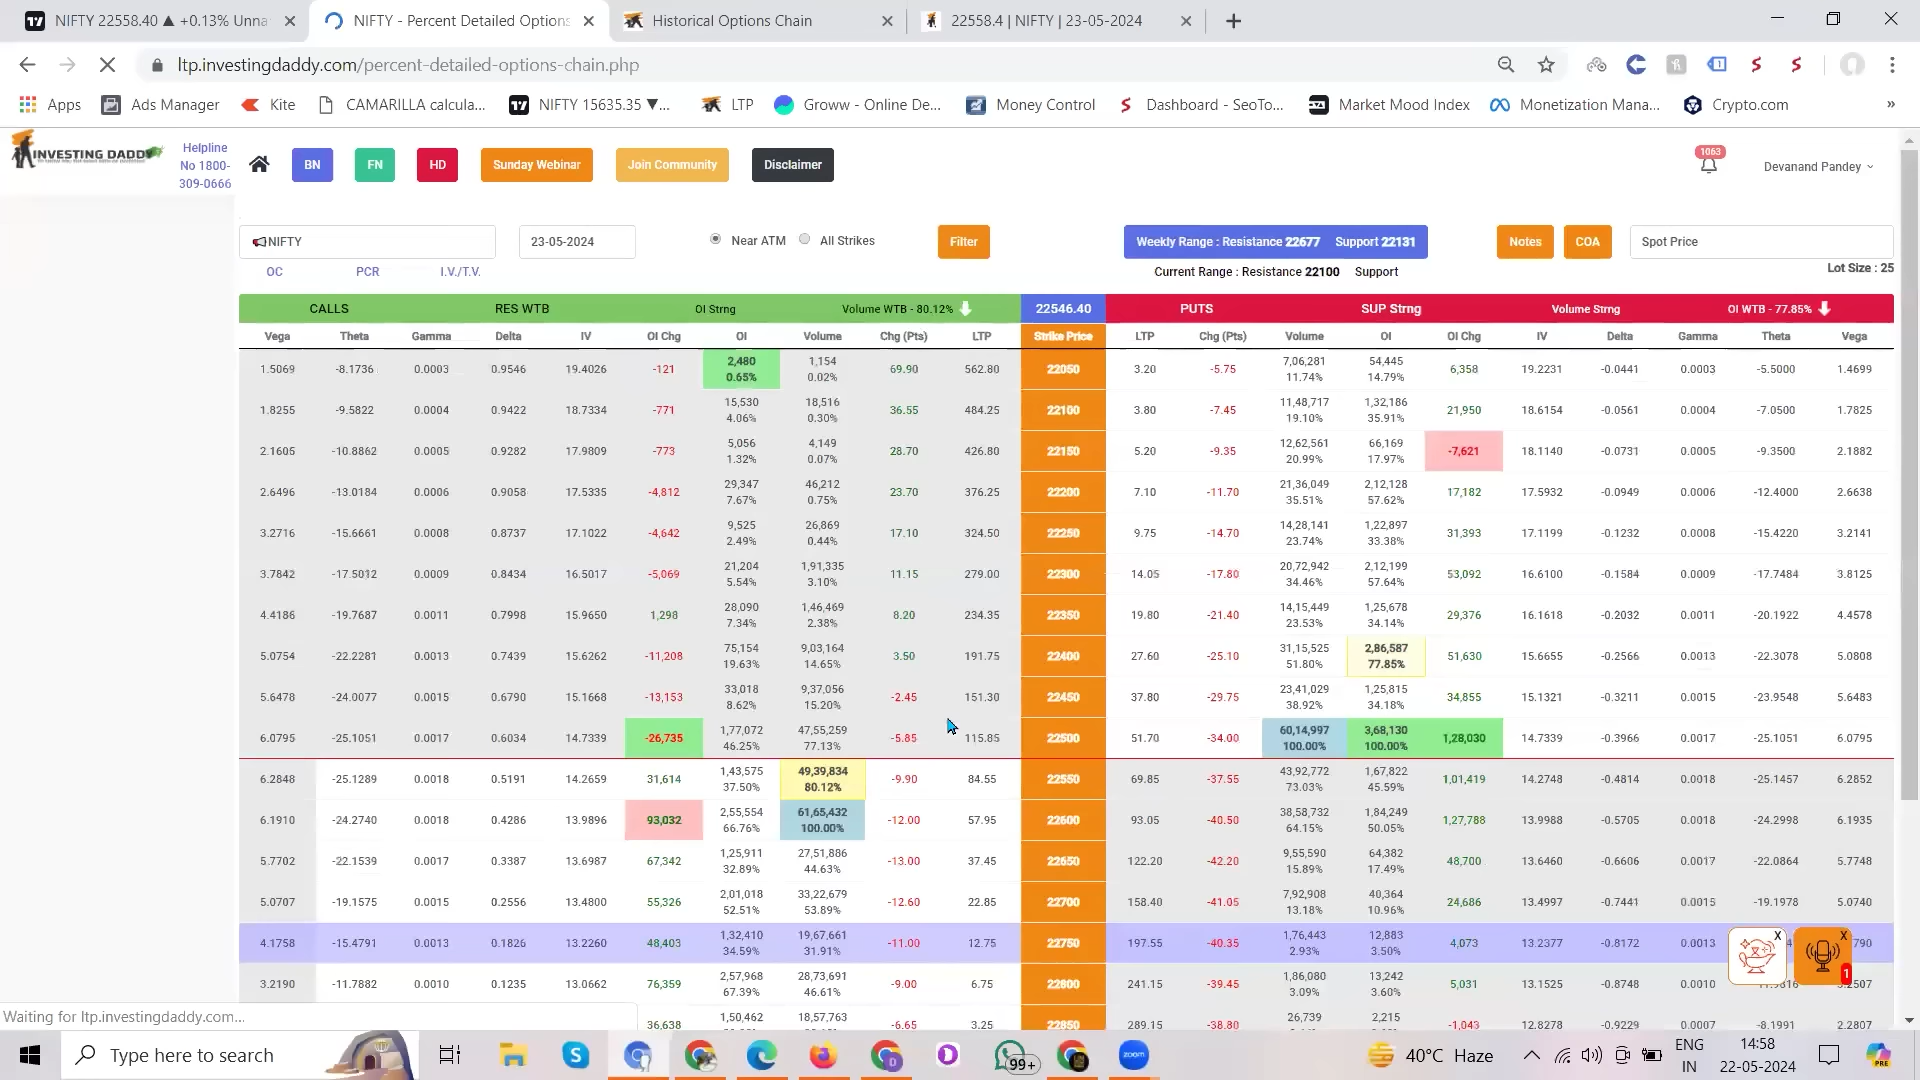 NIFTY 22558.40 ▲ +0.13% Unna
NIFTY - Percent Detailed Options
Historical Options Chain
22558.4 | NIFTY | 23-05-2024
ltp.investingdaddy.com/percent-detailed-options-chain.php
Apps Ads Manager Kite CAMARILLA calcula... NIFTY 15635.35 ▼... LTP Groww - Online De... Money Control Dashboard - SeoTo... Market Mood Index Monetization Mana... Crypto.com »
INVESTING DADDY
Helpline
No 1800-
309-0666
BN FN HD Sunday Webinar Join Community Disclaimer
1063
Devanand Pandey
NIFTY 23-05-2024 Near ATM All Strikes Filter Weekly Range : Resistance 22677 Support 22131 Notes COA Spot Price
OC PCR I.V./T.V. Current Range : Resistance 22100 Support Lot Size : 25
CALLS RES WTB OI Strng Volume WTB - 80.12% 22546.40 PUTS SUP Strng Volume Strng OI WTB - 77.85%
Vega Theta Gamma Delta IV OI Chg OI Volume Chg (Pts) LTP Strike Price LTP Chg (Pts) Volume OI OI Chg IV Delta Gamma Theta Vega
1.5069 -8.1736 0.0003 0.9546 19.4026 -121 2,480 0.65% 1,154 0.02% 69.90 562.80 22050 3.20 -5.75 7,06,281 11.74% 54,445 14.79% 6,358 19.2231 -0.0441 0.0003 -5.5000 1.4699
1.8255 -9.5822 0.0004 0.9422 18.7334 -771 15,530 4.06% 18,516 0.30% 36.55 484.25 22100 3.80 -7.45 11,48,717 19.10% 1,32,186 35.91% 21,950 18.6154 -0.0561 0.0004 -7.0500 1.7825
2.1605 -10.8862 0.0005 0.9282 17.9809 -773 5,056 1.32% 4,149 0.07% 28.70 426.80 22150 5.20 -9.35 12,62,561 20.99% 66,169 17.97% -7,621 18.1140 -0.0731 0.0005 -9.3500 2.1882
2.6496 -13.0184 0.0006 0.9058 17.5335 -4,812 29,347 7.67% 46,212 0.75% 23.70 376.25 22200 7.10 -11.70 21,36,049 35.51% 2,12,128 57.62% 17,182 17.5932 -0.0949 0.0006 -12.4000 2.6638
3.2716 -15.6661 0.0008 0.8737 17.1022 -4,642 9,525 2.49% 26,869 0.44% 17.10 324.50 22250 9.75 -14.70 14,28,141 23.74% 1,22,897 33.38% 31,393 17.1199 -0.1232 0.0008 -15.4220 3.2141
3.7842 -17.5012 0.0009 0.8434 16.5017 -5,069 21,204 5.54% 1,91,335 3.10% 11.15 279.00 22300 14.05 -17.80 20,72,942 34.46% 2,12,199 57.64% 53,092 16.6100 -0.1584 0.0009 -17.7484 3.8125
4.4186 -19.7687 0.0011 0.7998 15.9650 1,298 28,090 7.34% 1,46,469 2.38% 8.20 234.35 22350 19.80 -21.40 14,15,449 23.53% 1,25,678 34.14% 29,376 16.1618 -0.2032 0.0011 -20.1922 4.4578
5.0754 -22.2281 0.0013 0.7439 15.6262 -11,208 75,154 19.63% 9,03,164 14.65% 3.50 191.75 22400 27.60 -25.10 31,15,525 51.80% 2,86,587 77.85% 51,630 15.6655 -0.2566 0.0013 -22.3078 5.0808
5.6478 -24.0077 0.0015 0.6790 15.1668 -13,153 33,018 8.62% 9,37,056 15.20% -2.45 151.30 22450 37.80 -29.75 23,41,029 38.92% 1,25,815 34.18% 34,855 15.1321 -0.3211 0.0015 -23.9548 5.6483
6.0795 -25.1051 0.0017 0.6034 14.7339 -26,735 1,77,072 46.25% 47,55,259 77.13% -5.85 115.85 22500 51.70 -34.00 60,14,997 100.00% 3,68,130 100.00% 1,28,030 14.7339 -0.3966 0.0017 -25.1051 6.0795
6.2848 -25.1289 0.0018 0.5191 14.2659 31,614 1,43,575 37.50% 49,39,834 80.12% -9.90 84.55 22550 69.85 -37.55 43,92,772 73.03% 1,67,822 45.59% 1,01,419 14.2748 -0.4814 0.0018 -25.1457 6.2852
6.1910 -24.2740 0.0018 0.4286 13.9896 93,032 2,55,554 66.76% 61,65,432 100.00% -12.00 57.95 22600 93.05 -40.50 38,58,732 64.15% 1,84,249 50.05% 1,27,788 13.9988 -0.5705 0.0018 -24.2998 6.1935
5.7702 -22.1539 0.0017 0.3387 13.6987 67,342 1,25,911 32.89% 27,51,886 44.63% -13.00 37.45 22650 122.20 -42.20 9,55,590 15.89% 64,382 17.49% 48,700 13.6460 -0.6606 0.0017 -22.0864 5.7748
5.0707 -19.1575 0.0015 0.2556 13.4800 55,326 2,01,018 52.51% 33,22,679 53.89% -12.60 22.85 22700 158.40 -41.05 7,92,908 13.18% 40,364 10.96% 24,686 13.4997 -0.7441 0.0015 -19.1978 5.0740
4.1758 -15.4791 0.0013 0.1826 13.2260 48,403 1,32,410 34.59% 19,67,661 31.91% -11.00 12.75 22750 197.55 -40.35 1,76,443 2.93% 12,883 3.50% 4,073 13.2377 -0.8172 0.0013
3.2190 -11.7882 0.0010 0.1235 13.0662 76,359 2,57,968 67.39% 28,73,691 46.61% -9.00 6.75 22800 241.15 -39.45 1,86,080 3.09% 13,242 3.60% 5,031 13.1525 -0.8748 0.0010
36,638 1,50,462 18,57,763 -6.65 3.25 22850 289.15 -38.80 26,739 2,215 -1,043 12.8278 -0.9229 0.0007 -8.1991 2.2807
X X
1
Waiting for ltp.investingdaddy.com...
Type here to search
99+
zoom
40°C Haze
ENG
IN
14:58
22-05-2024
PRE